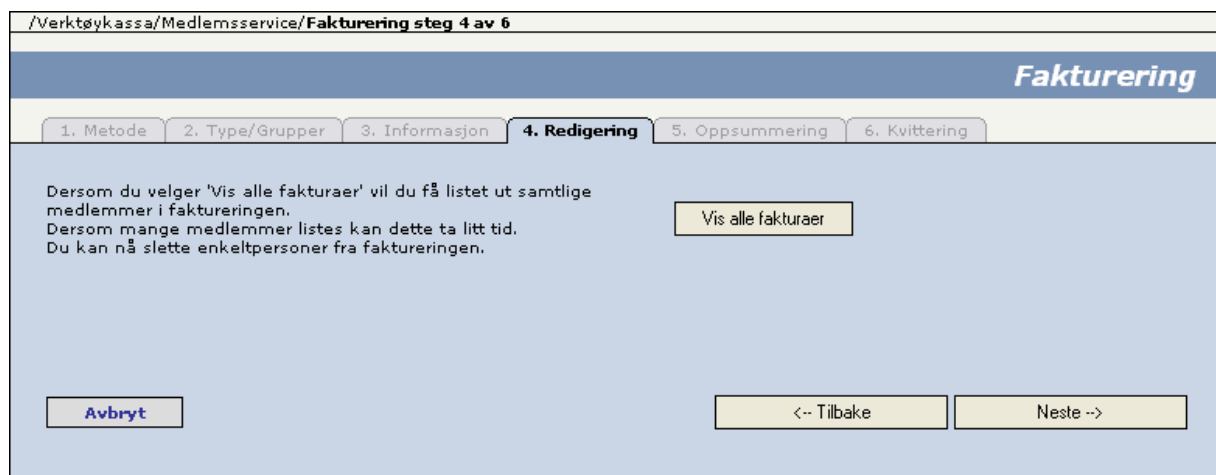 /Verktøykassa/Medlemsservice/Fakturering steg 4 av 6
Fakturering
1. Metode 2. Type/Grupper 3. Informasjon 4. Redigering 5. Oppsummering 6. Kvittering
Dersom du velger 'Vis alle fakturaer' vil du få listet ut samtlige
medlemmer i faktureringen.
Dersom mange medlemmer listes kan dette ta litt tid.
Du kan nå slette enkeltpersoner fra faktureringen.
Vis alle fakturaer
Avbryt <-- Tilbake Neste -->